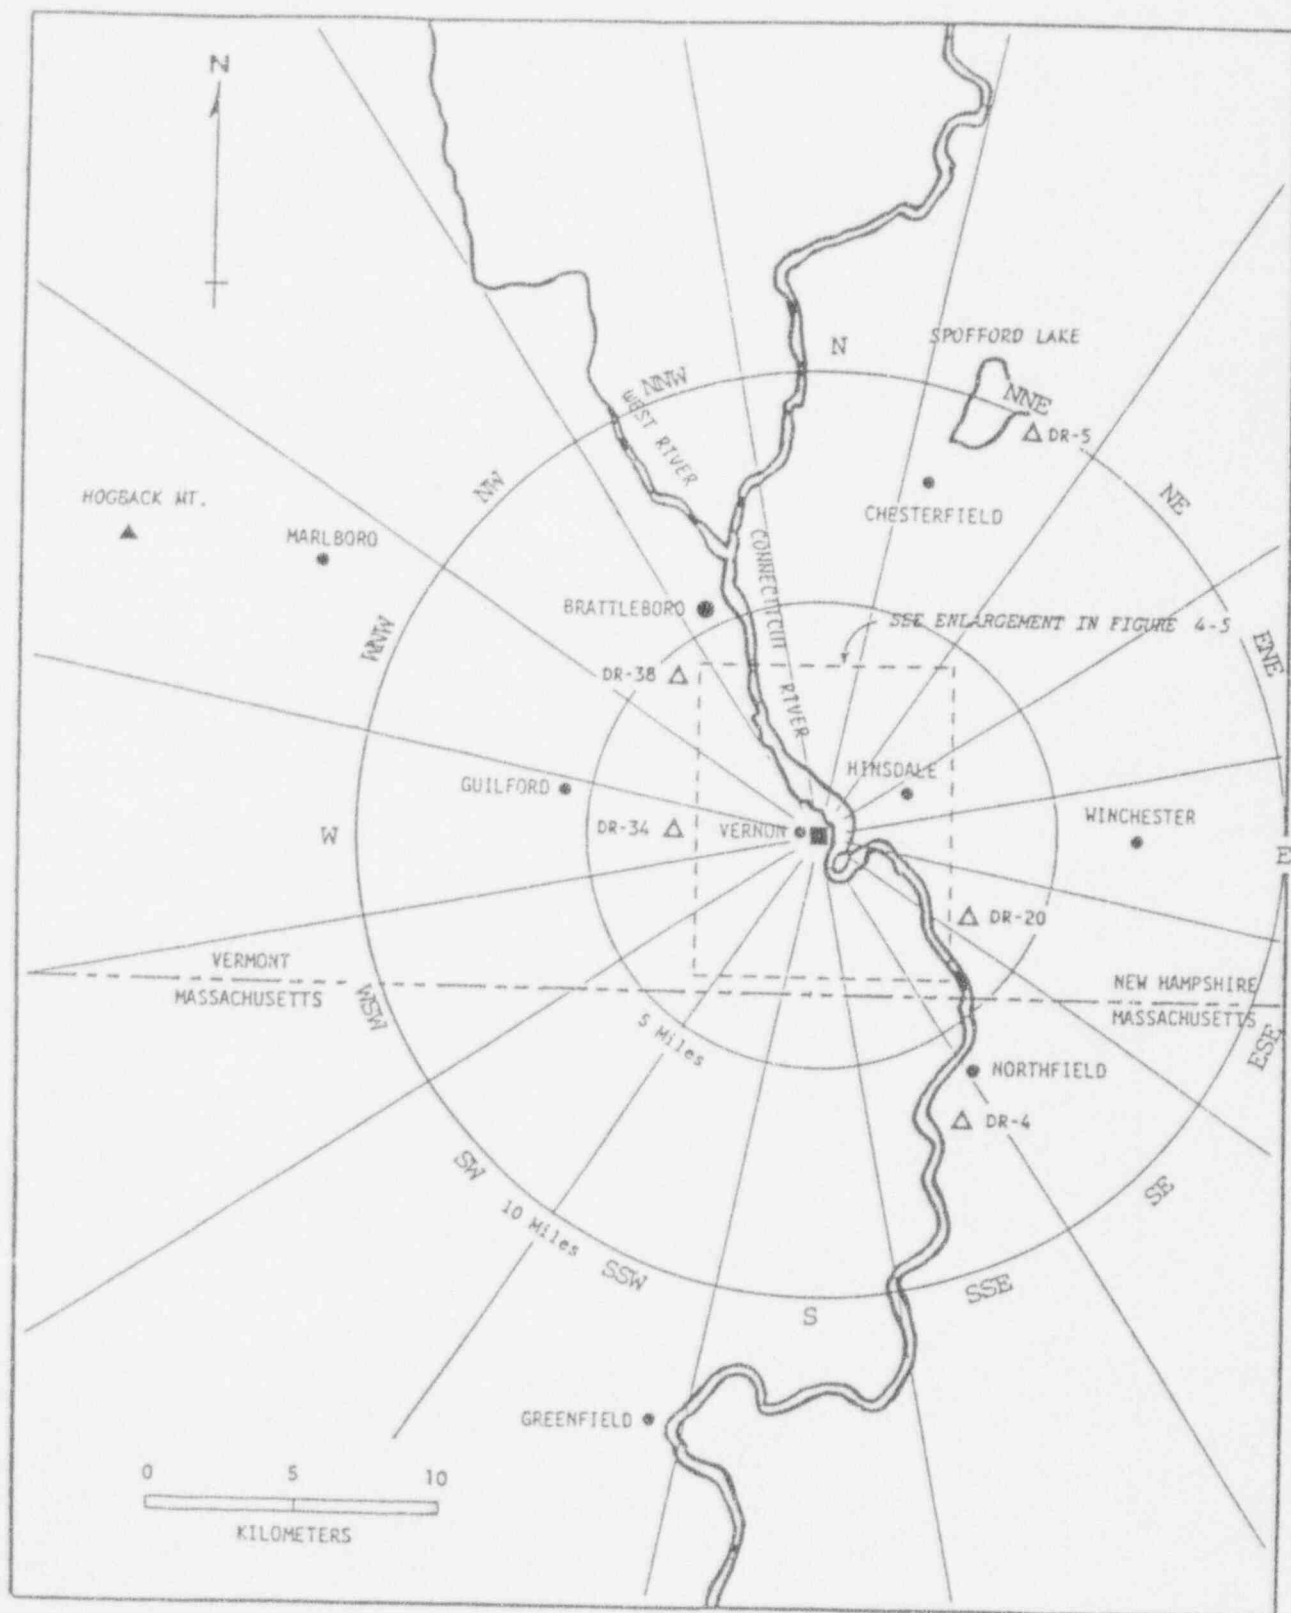 N
N
SPOFFORD LAKE
NNW
NNE
DR-5
WEST RIVER
NW
NE
HOGBACK MT.
MARLBORO
CHESTERFIELD
CONNECTICUT RIVER
BRATTLEBORO
SEE ENLARGEMENT IN FIGURE 4-5
WNW
ENE
DR-38
GUILFORD
HINSDALE
W
DR-34
VERNON
WINCHESTER
E
DR-20
VERMONT
MASSACHUSETTS
NEW HAMPSHIRE
MASSACHUSETTS
WSW
ESE
5 Miles
NORTHFIELD
DR-4
SW
SE
10 Miles
SSW
SSE
S
GREENFIELD
0 5 10
KILOMETERS